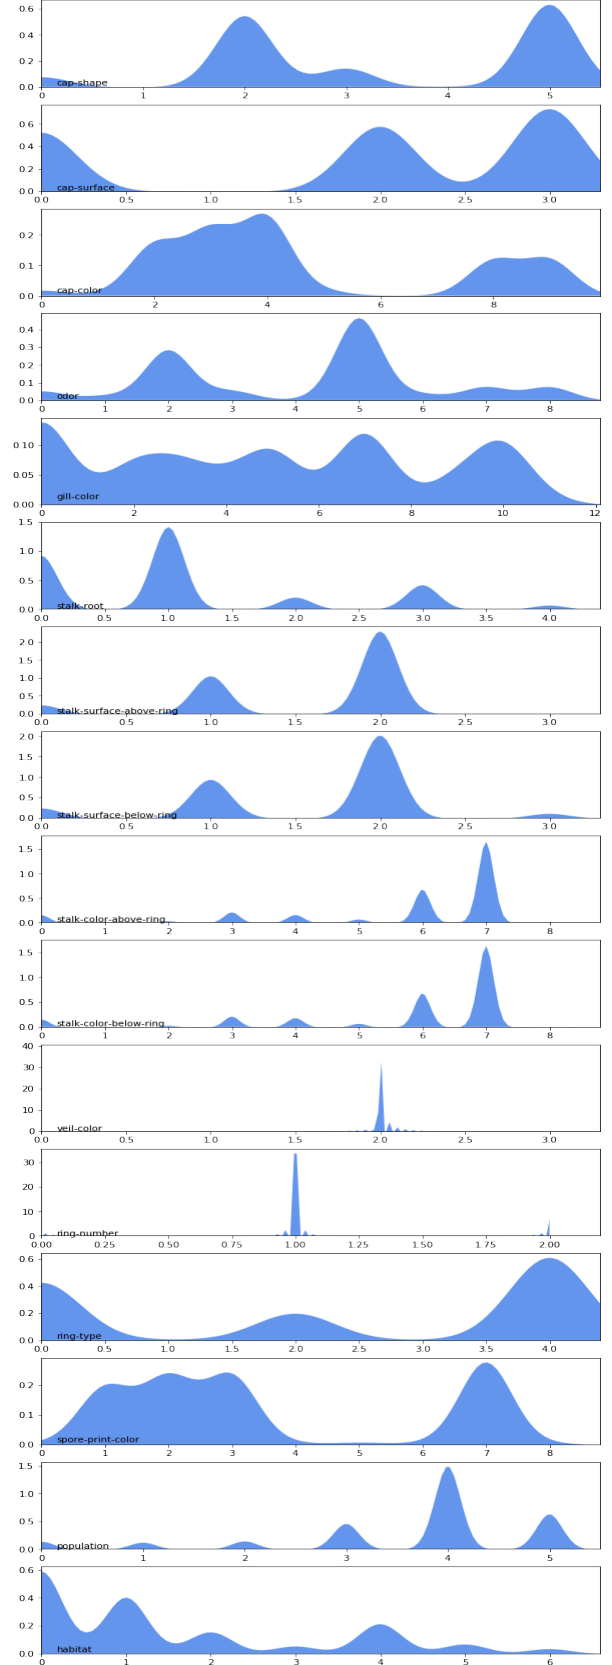 0.6
0.4
0.2
0.0
cap-shape
0 1 2 3 4 5
0.6
0.4
0.2
0.0
cap-surface
0.0 0.5 1.0 1.5 2.0 2.5 3.0
0.2
0.1
0.0
cap-color
0 2 4 6 8
0.4
0.3
0.2
0.1
0.0
odor
0 1 2 3 4 5 6 7 8
0.10
0.05
0.00
gill-color
0 2 4 6 8 10 12
1.5
1.0
0.5
0.0
stalk-root
0.0 0.5 1.0 1.5 2.0 2.5 3.0 3.5 4.0
2.0
1.5
1.0
0.5
0.0
stalk-surface-above-ring
0.0 0.5 1.0 1.5 2.0 2.5 3.0
2.0
1.5
1.0
0.5
0.0
stalk-surface-below-ring
0.0 0.5 1.0 1.5 2.0 2.5 3.0
1.5
1.0
0.5
0.0
stalk-color-above-ring
0 1 2 3 4 5 6 7 8
1.5
1.0
0.5
0.0
stalk-color-below-ring
0 1 2 3 4 5 6 7 8
40
30
20
10
0
veil-color
0.0 0.5 1.0 1.5 2.0 2.5 3.0
30
20
10
0
ring-number
0.00 0.25 0.50 0.75 1.00 1.25 1.50 1.75 2.00
0.6
0.4
0.2
0.0
ring-type
0.0 0.5 1.0 1.5 2.0 2.5 3.0 3.5 4.0
0.2
0.1
0.0
spore-print-color
0 1 2 3 4 5 6 7 8
1.5
1.0
0.5
0.0
population
0 1 2 3 4 5
0.6
0.4
0.2
0.0
habitat
0 1 2 3 4 5 6